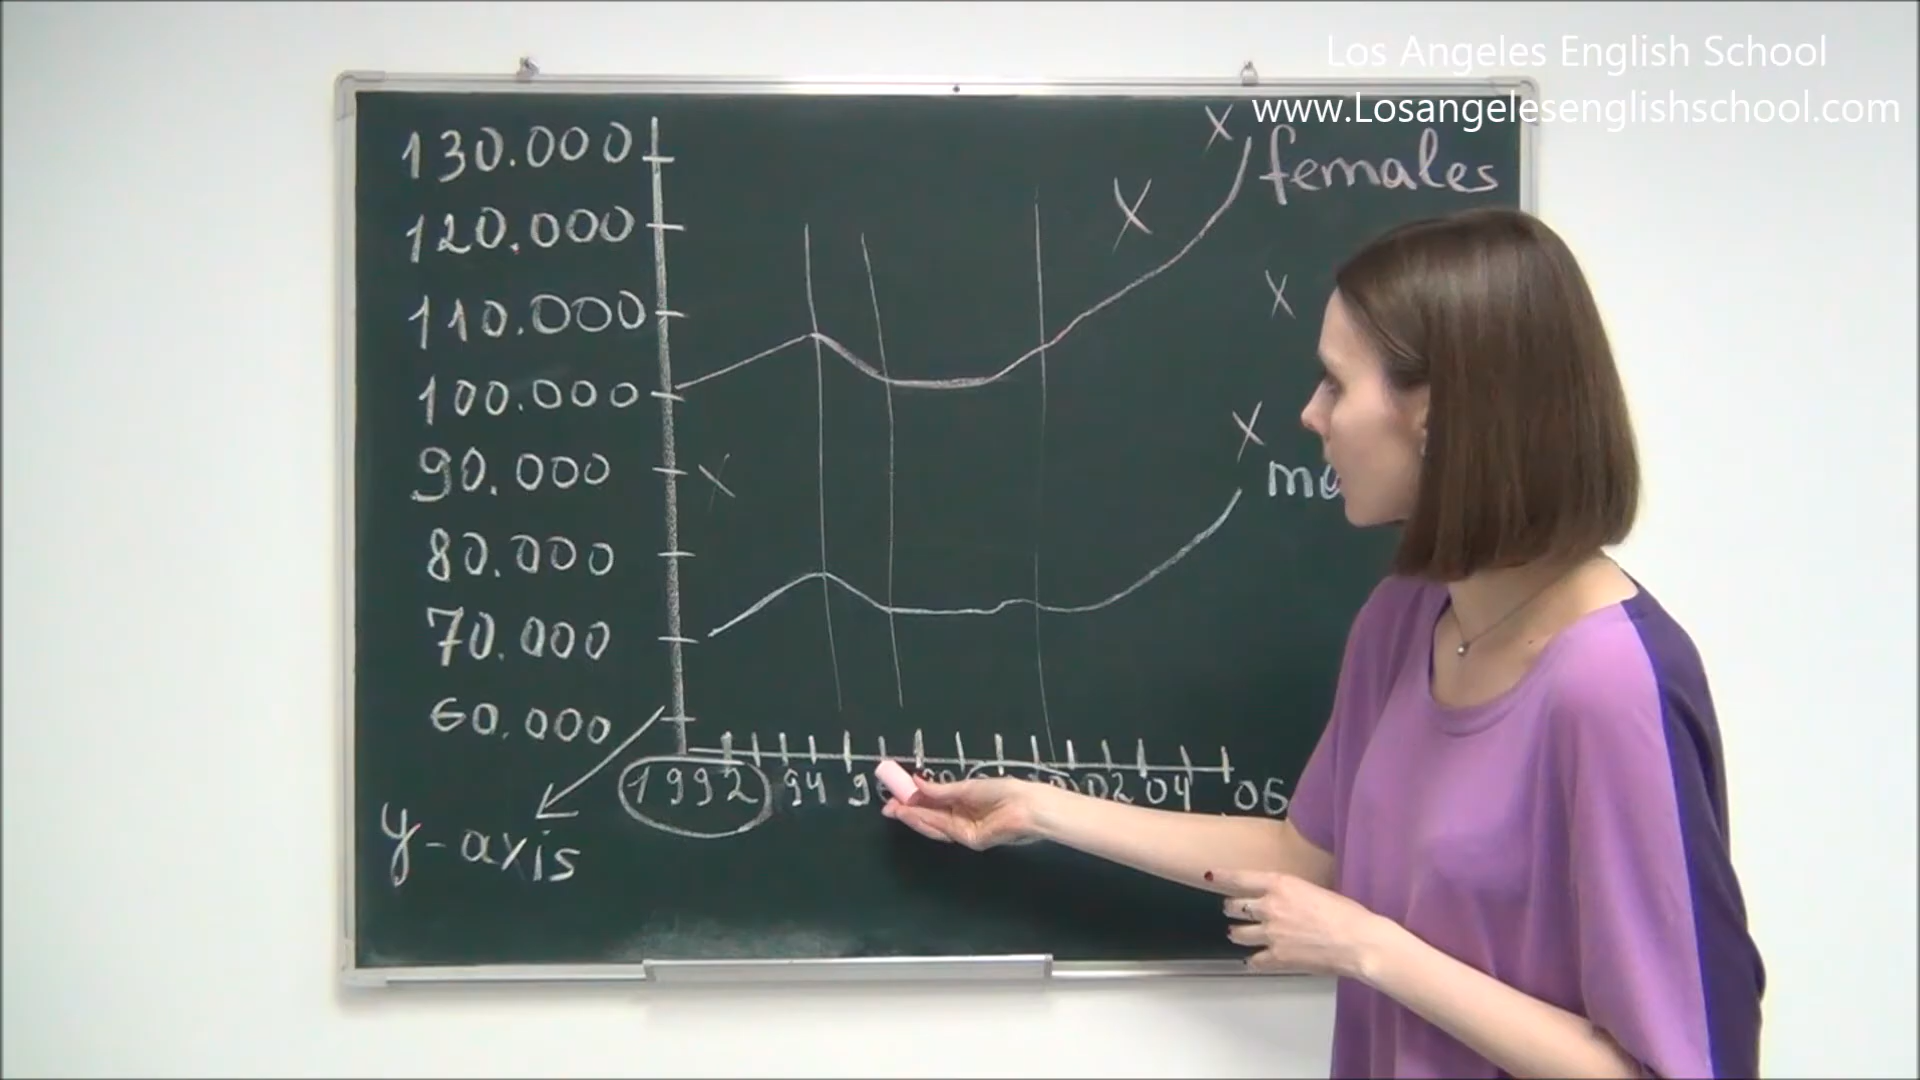 Los Angeles English School
www.Losangelesenglishschool.com
130.000
females
120.000
110.000
100.000
90.000
80.000
70.000
60.000
1992 94 02 04 06
y-axis